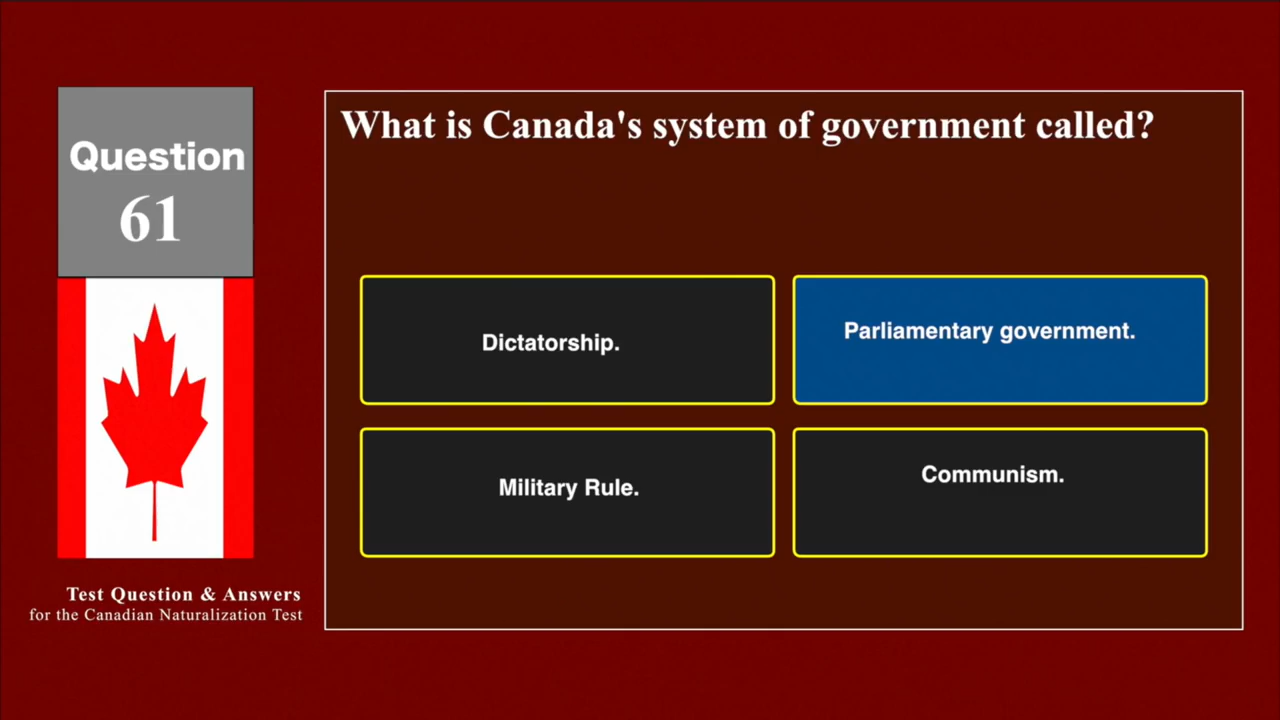 Question
61
What is Canada's system of government called?
Dictatorship.
Parliamentary government.
Military Rule.
Communism.
Test Question & Answers
for the Canadian Naturalization Test